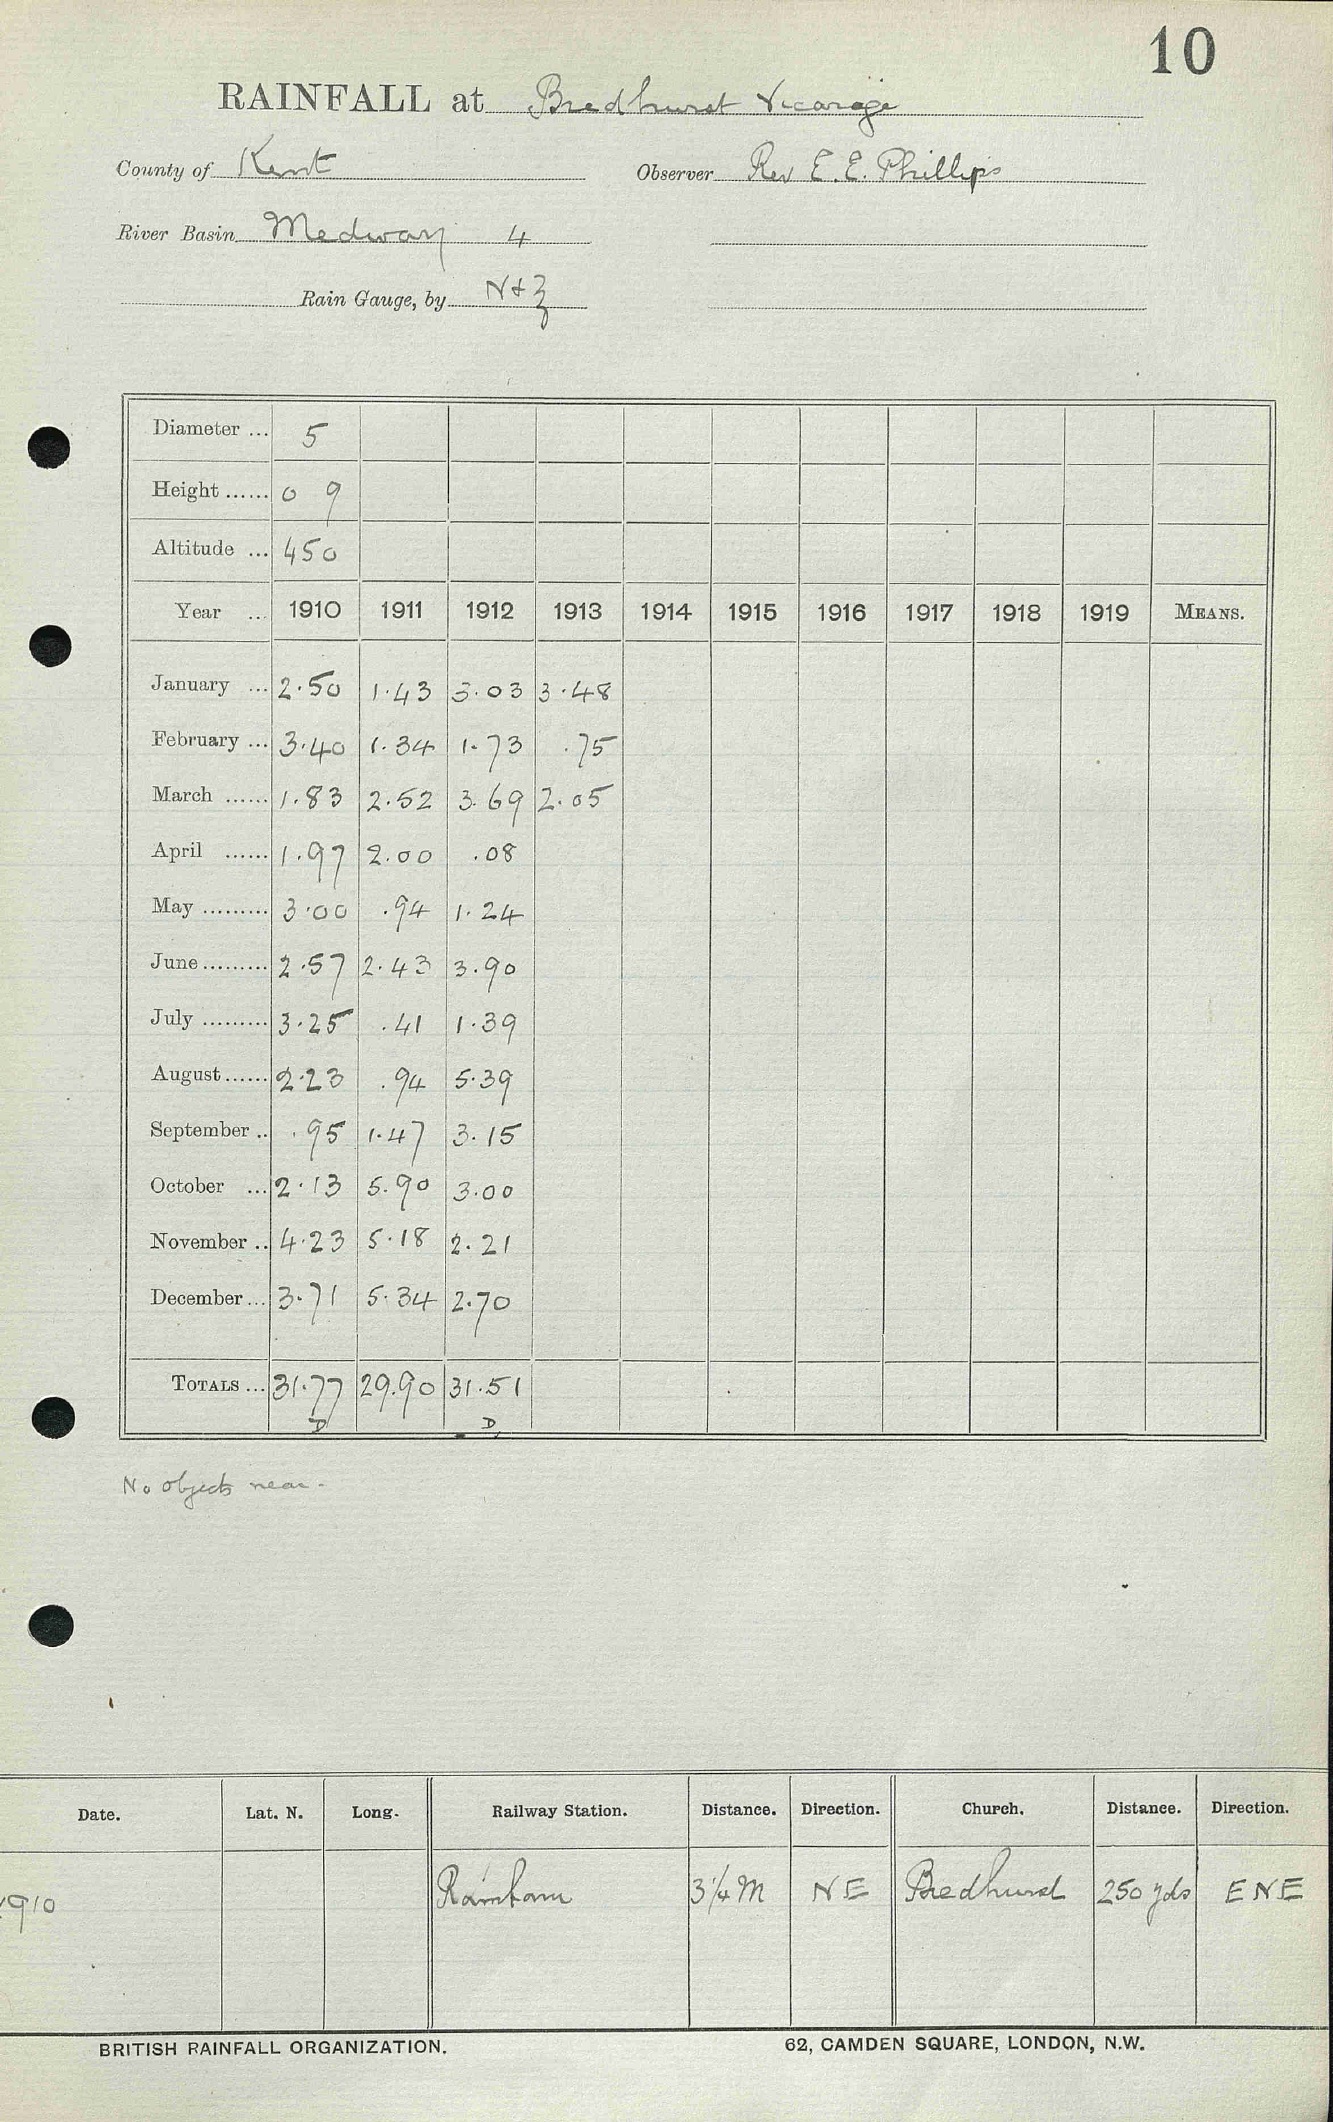 10
RAINFALL at Bredhurst Vicarage
County of Kent Observer Rev E. E. Phillips
River Basin Medway 4
Rain Gauge, by N+Z
Diameter ... 5
Height ...... 0 9
Altitude ... 450
Year ... 1910 1911 1912 1913 1914 1915 1916 1917 1918 1919 MEANS.
January ... 2.50 1.43 3.03 3.48
February ... 3.40 1.34 1.73 .75
March ...... 1.83 2.52 3.69 2.05
April ...... 1.97 2.00 .08
May ......... 3.00 .94 1.24
June ......... 2.57 2.43 3.90
July ......... 3.25 .41 1.39
August ...... 2.23 .94 5.39
September .. .95 1.47 3.15
October ... 2.13 5.90 3.00
November .. 4.23 5.18 2.21
December ... 3.71 5.34 2.70
TOTALS ... 31.77 29.90 31.51
D D
No objects near.
Date. Lat. N. Long. Railway Station. Distance. Direction. Church. Distance. Direction.
1910 Rainham 3¼ M NE Bredhurst 250 yds ENE
BRITISH RAINFALL ORGANIZATION. 62, CAMDEN SQUARE, LONDON, N.W.